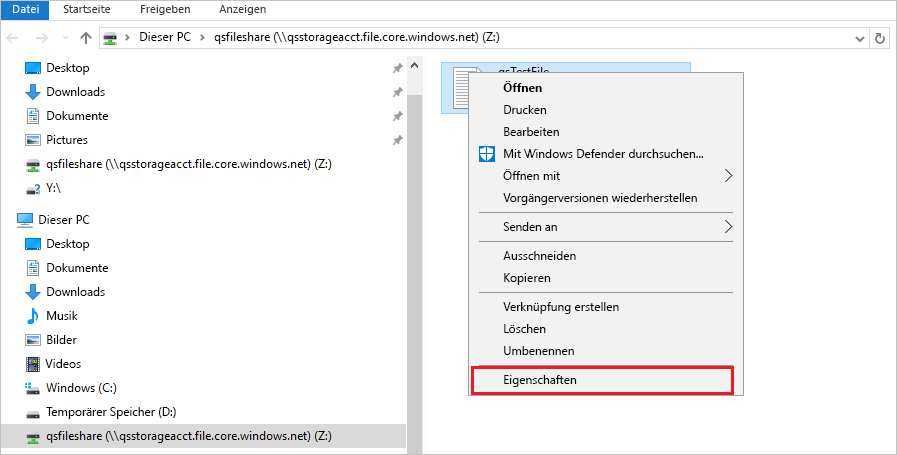 Datei Startseite Freigeben Anzeigen
Dieser PC qsfileshare (\\qsstorageacct.file.core.windows.net) (Z:)
Desktop
Downloads
Dokumente
Pictures
qsfileshare (\\qsstorageacct.file.core.windows.net) (Z:)
Y:\
Dieser PC
Desktop
Dokumente
Downloads
Musik
Bilder
Videos
Windows (C:)
Temporärer Speicher (D:)
qsfileshare (\\qsstorageacct.file.core.windows.net) (Z:)
qsTestFile
Öffnen
Drucken
Bearbeiten
Mit Windows Defender durchsuchen...
Öffnen mit
Vorgängerversionen wiederherstellen
Senden an
Ausschneiden
Kopieren
Verknüpfung erstellen
Löschen
Umbenennen
Eigenschaften